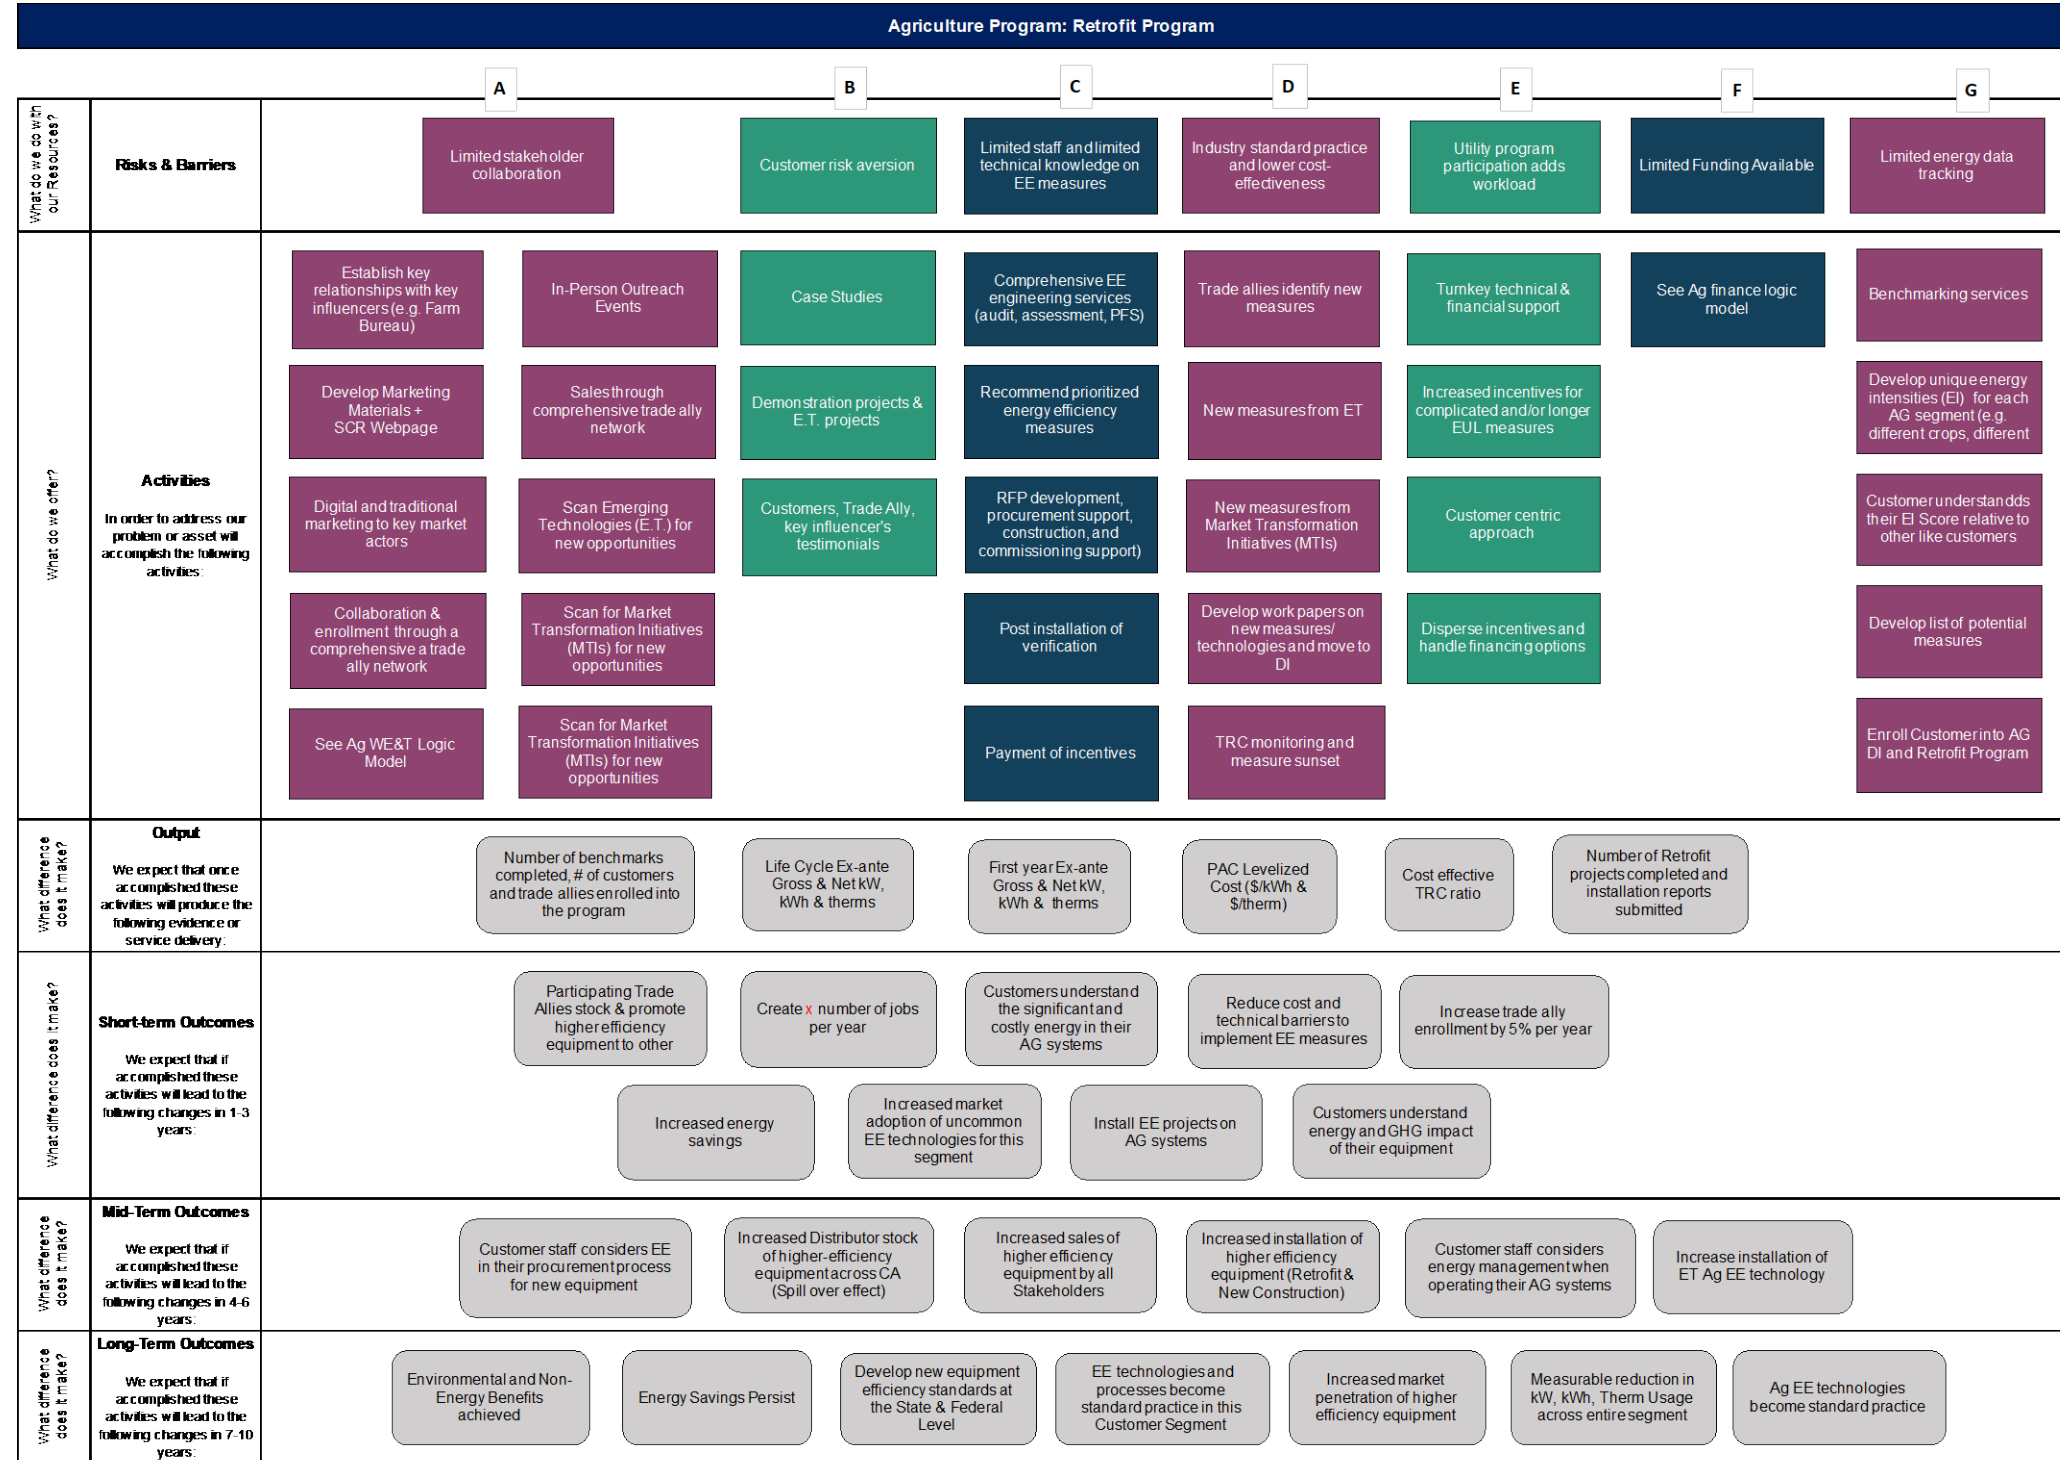 Agriculture Program: Retrofit Program
A
B
C
D
E
F
G
What do we do with
our Resources?
Risks & Barriers
Limited stakeholder
collaboration
Customer risk aversion
Limited staff and limited
technical knowledge on
EE measures
Industry standard practice
and lower cost-
effectiveness
Utility program
participation adds
workload
Limited Funding Available
Limited energy data
tracking
What do we offer?
Activities
In order to address our
problem or asset will
accomplish the following
activities:
Establish key
relationships with key
influencers (e.g. Farm
Bureau)
In-Person Outreach
Events
Case Studies
Comprehensive EE
engineering services
(audit, assessment, PFS)
Trade allies identify new
measures
Turnkey technical &
financial support
See Ag finance logic
model
Benchmarking services
Develop Marketing
Materials +
SCR Webpage
Sales through
comprehensive trade ally
network
Demonstration projects &
E.T. projects
Recommend prioritized
energy efficiency
measures
New measures from ET
Increased incentives for
complicated and/or longer
EUL measures
Develop unique energy
intensities (EI) for each
AG segment (e.g.
different crops, different
Digital and traditional
marketing to key market
actors
Scan Emerging
Technologies (E.T.) for
new opportunities
Customers, Trade Ally,
key influencer's
testimonials
RFP development,
procurement support,
construction, and
commissioning support)
New measures from
Market Transformation
Initiatives (MTIs)
Customer centric
approach
Customer understandds
their EI Score relative to
other like customers
Collaboration &
enrollment through a
comprehensive a trade
ally network
Scan for Market
Transformation Initiatives
(MTIs) for new
opportunities
Post installation of
verification
Develop work papers on
new measures/
technologies and move to
DI
Disperse incentives and
handle financing options
Develop list of potential
measures
See Ag WE&T Logic
Model
Scan for Market
Transformation Initiatives
(MTIs) for new
opportunities
Payment of incentives
TRC monitoring and
measure sunset
Enroll Customer into AG
DI and Retrofit Program
What difference
does it make?
Output
We expect that once
accomplished these
activities will produce the
following evidence or
service delivery:
Number of benchmarks
completed, # of customers
and trade allies enrolled into
the program
Life Cycle Ex-ante
Gross & Net kW,
kWh & therms
First year Ex-ante
Gross & Net kW,
kWh & therms
PAC Levelized
Cost ($/kWh &
$/therm)
Cost effective
TRC ratio
Number of Retrofit
projects completed and
installation reports
submitted
What difference does it make?
Short-term Outcomes
We expect that if
accomplished these
activities will lead to the
following changes in 1-3
years:
Participating Trade
Allies stock & promote
higher efficiency
equipment to other
Create x number of jobs
per year
Customers understand
the significant and
costly energy in their
AG systems
Reduce cost and
technical barriers to
implement EE measures
Increase trade ally
enrollment by 5% per year
Increased energy
savings
Increased market
adoption of uncommon
EE technologies for this
segment
Install EE projects on
AG systems
Customers understand
energy and GHG impact
of their equipment
What difference
does it make?
Mid-Term Outcomes
We expect that if
accomplished these
activities will lead to the
following changes in 4-6
years:
Customer staff considers EE
in their procurement process
for new equipment
Increased Distributor stock
of higher-efficiency
equipment across CA
(Spill over effect)
Increased sales of
higher efficiency
equipment by all
Stakeholders
Increased installation of
higher efficiency
equipment (Retrofit &
New Construction)
Customer staff considers
energy management when
operating their AG systems
Increase installation of
ET Ag EE technology
What difference
does it make?
Long-Term Outcomes
We expect that if
accomplished these
activities will lead to the
following changes in 7-10
years:
Environmental and Non-
Energy Benefits
achieved
Energy Savings Persist
Develop new equipment
efficiency standards at
the State & Federal
Level
EE technologies and
processes become
standard practice in this
Customer Segment
Increased market
penetration of higher
efficiency equipment
Measurable reduction in
kW, kWh, Therm Usage
across entire segment
Ag EE technologies
become standard practice